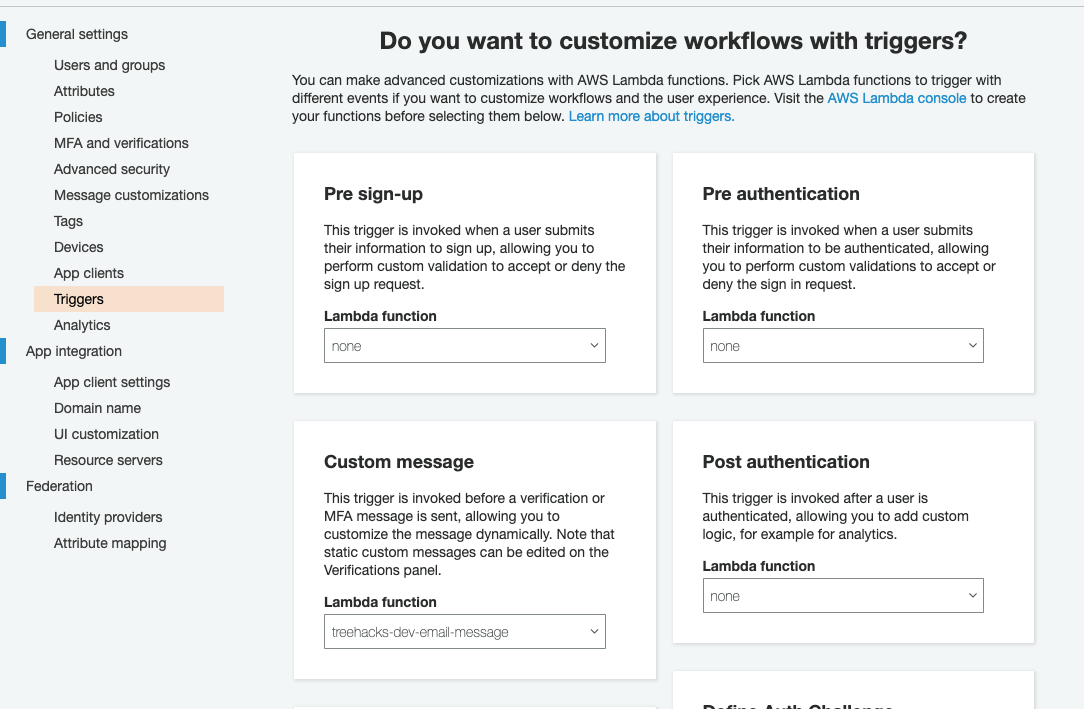 General settings
Users and groups
Attributes
Policies
MFA and verifications
Advanced security
Message customizations
Tags
Devices
App clients
Triggers
Analytics
App integration
App client settings
Domain name
UI customization
Resource servers
Federation
Identity providers
Attribute mapping
Do you want to customize workflows with triggers?
You can make advanced customizations with AWS Lambda functions. Pick AWS Lambda functions to trigger with
different events if you want to customize workflows and the user experience. Visit the AWS Lambda console to create
your functions before selecting them below. Learn more about triggers.
Pre sign-up
This trigger is invoked when a user submits
their information to sign up, allowing you to
perform custom validation to accept or deny the
sign up request.
Lambda function
none
Pre authentication
This trigger is invoked when a user submits
their information to be authenticated, allowing
you to perform custom validations to accept or
deny the sign in request.
Lambda function
none
Custom message
This trigger is invoked before a verification or
MFA message is sent, allowing you to
customize the message dynamically. Note that
static custom messages can be edited on the
Verifications panel.
Lambda function
treehacks-dev-email-message
Post authentication
This trigger is invoked after a user is
authenticated, allowing you to add custom
logic, for example for analytics.
Lambda function
none
Define Auth Challenge